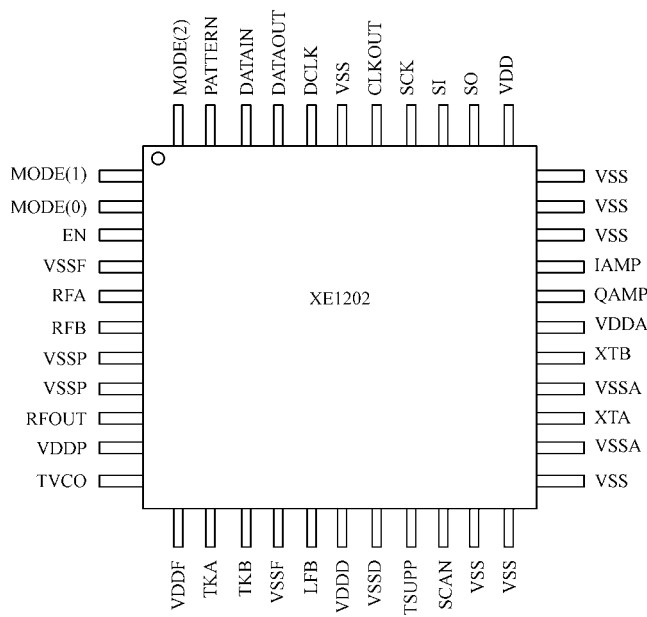 MODE(2)
PATTERN
DATAIN
DATAOUT
DCLK
VSS
CLKOUT
SCK
SI
SO
VDD
MODE(1)
MODE(0)
EN
VSSF
RFA
RFB
VSSP
VSSP
RFOUT
VDDP
TVCO
XE1202
VSS
VSS
VSS
IAMP
QAMP
VDDA
XTB
VSSA
XTA
VSSA
VSS
VDDF
TKA
TKB
VSSF
LFB
VDDD
VSSD
TSUPP
SCAN
VSS
VSS